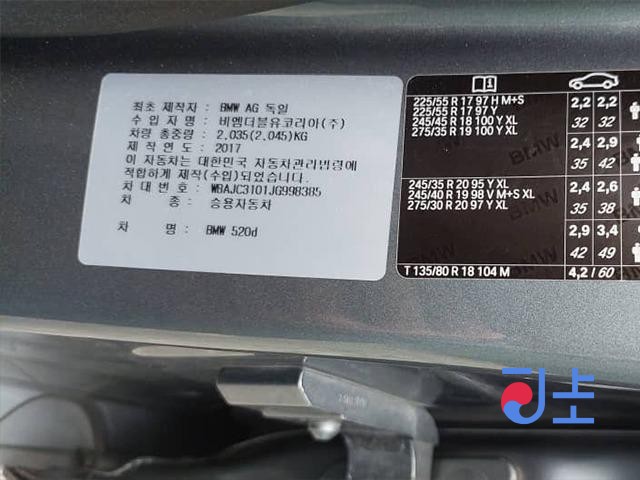 최초 제작자 : BMW AG 독일
수 입 자 명 : 비엠더블유코리아(주)
차량 총중량 : 2,035(2,045)KG
제 작 연 도 : 2017
이 자동차는 대한민국 자동차관리법령에
적합하게 제작(수입)되었습니다.
차 대 번 호 : WBAJC3101JG998385
차 종 : 승용자동차
차 명 : BMW 520d
225/55 R 17 97 H M+S 2,2 2,2
225/55 R 17 97 Y
245/45 R 18 100 Y XL 32 32
275/35 R 19 100 Y XL
2,4 2,9
35 42
245/35 R 20 95 Y XL 2,4 2,6
245/40 R 19 98 V M+S XL
275/30 R 20 97 Y XL 35 38
2,9 3,4
42 49
T 135/80 R 18 104 M 4,2 / 60
BMW